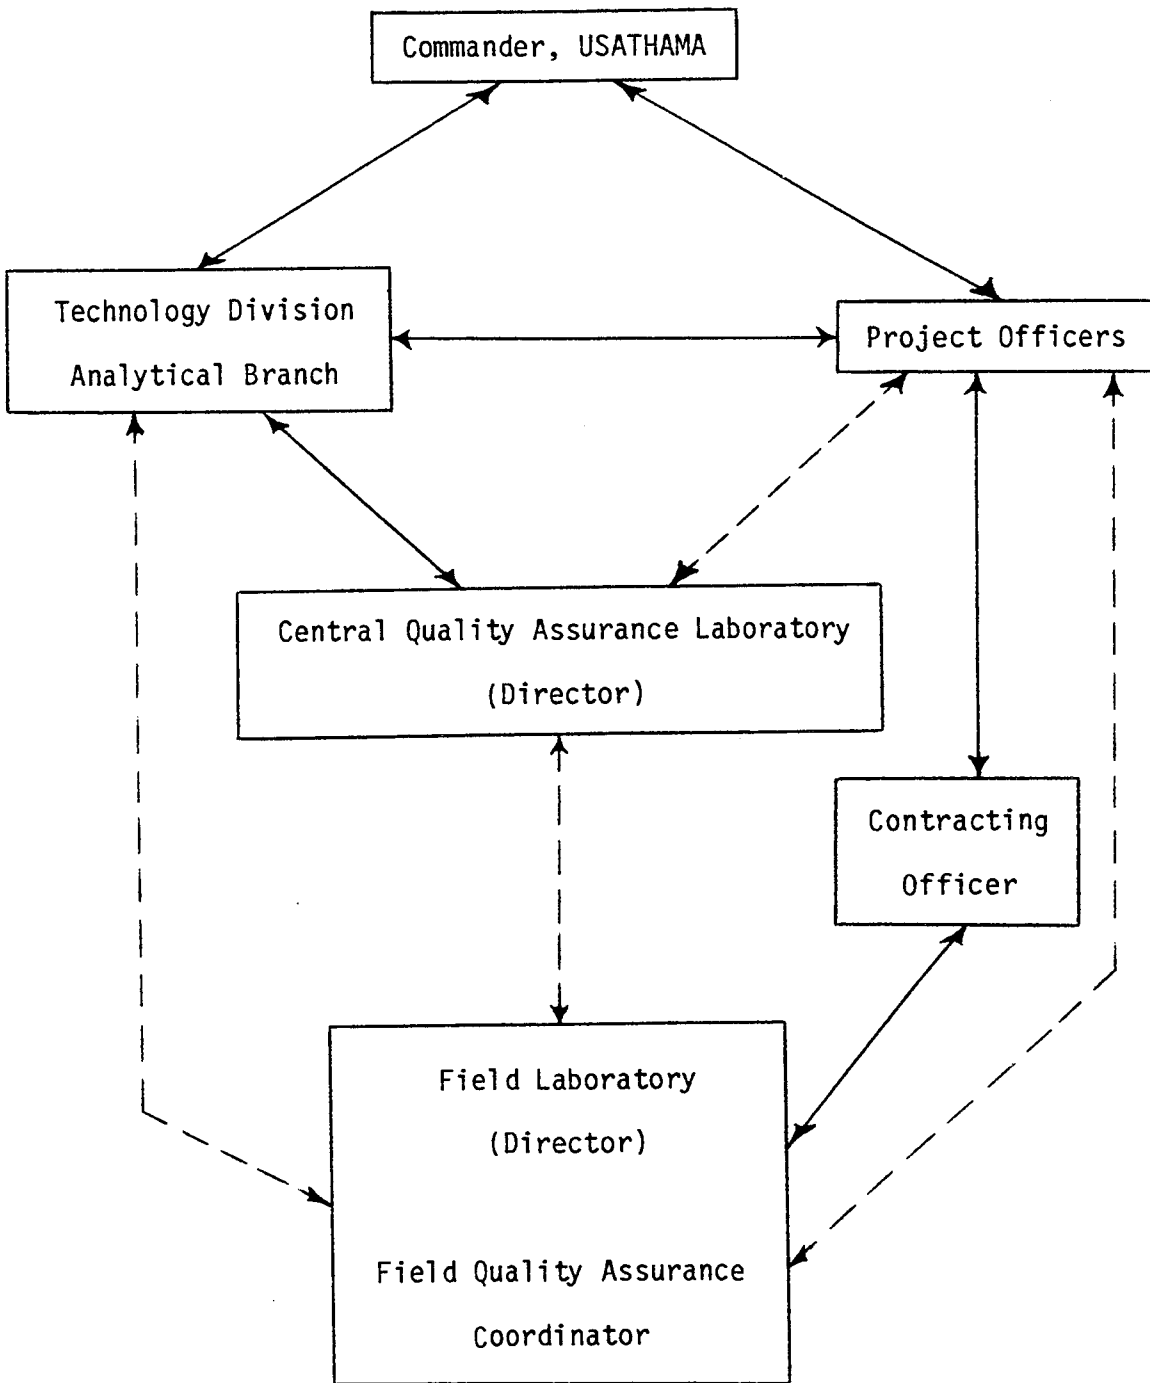 Commander, USATHAMA
Technology Division
Analytical Branch
Project Officers
Central Quality Assurance Laboratory
(Director)
Contracting
Officer
Field Laboratory
(Director)
Field Quality Assurance
Coordinator